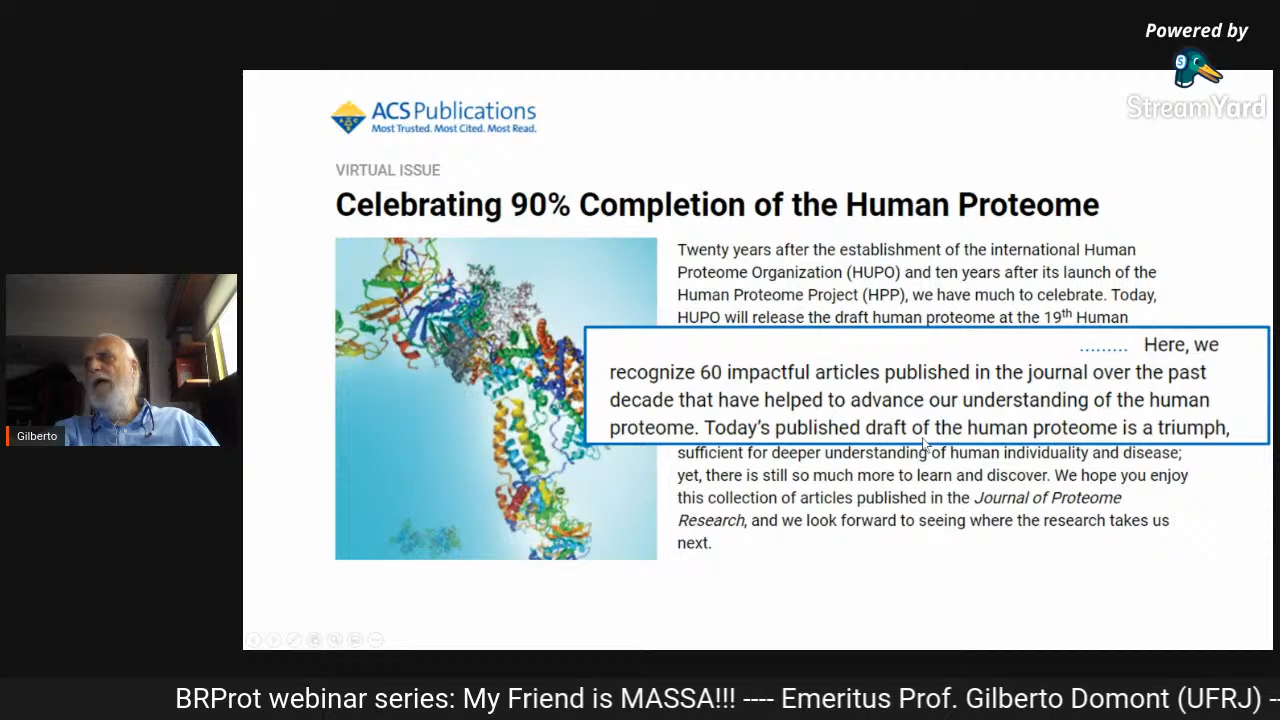 Powered by
StreamYard
ACS Publications
Most Trusted. Most Cited. Most Read.
VIRTUAL ISSUE
Celebrating 90% Completion of the Human Proteome
Twenty years after the establishment of the international Human
Proteome Organization (HUPO) and ten years after its launch of the
Human Proteome Project (HPP), we have much to celebrate. Today,
HUPO will release the draft human proteome at the 19th Human
......... Here, we
recognize 60 impactful articles published in the journal over the past
decade that have helped to advance our understanding of the human
proteome. Today's published draft of the human proteome is a triumph,
sufficient for deeper understanding of human individuality and disease;
yet, there is still so much more to learn and discover. We hope you enjoy
this collection of articles published in the Journal of Proteome
Research, and we look forward to seeing where the research takes us
next.
Gilberto
BRProt webinar series: My Friend is MASSA!!! ---- Emeritus Prof. Gilberto Domont (UFRJ) --